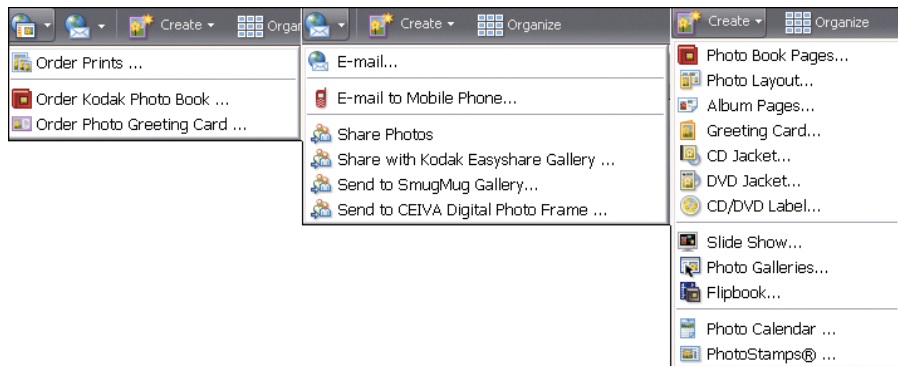 Create
Orga
Order Prints ...
Order Kodak Photo Book ...
Order Photo Greeting Card ...
Create
Organize
E-mail...
E-mail to Mobile Phone...
Share Photos
Share with Kodak Easyshare Gallery ...
Send to SmugMug Gallery...
Send to CEIVA Digital Photo Frame ...
Create
Organize
Photo Book Pages...
Photo Layout...
Album Pages...
Greeting Card...
CD Jacket...
DVD Jacket...
CD/DVD Label...
Slide Show...
Photo Galleries...
Flipbook...
Photo Calendar ...
PhotoStamps® ...